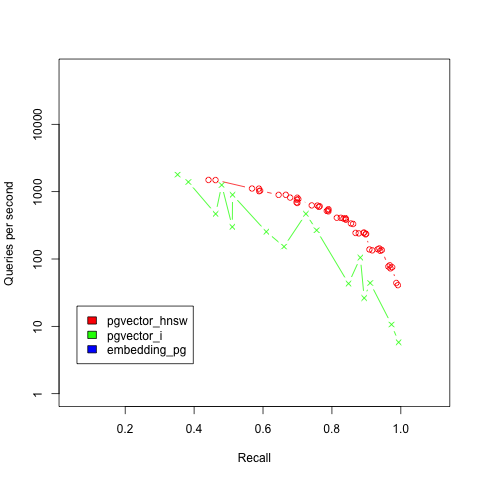 Queries per second
10000
1000
100
10
1
pgvector_hnsw
pgvector_i
embedding_pg
0.2 0.4 0.6 0.8 1.0
Recall